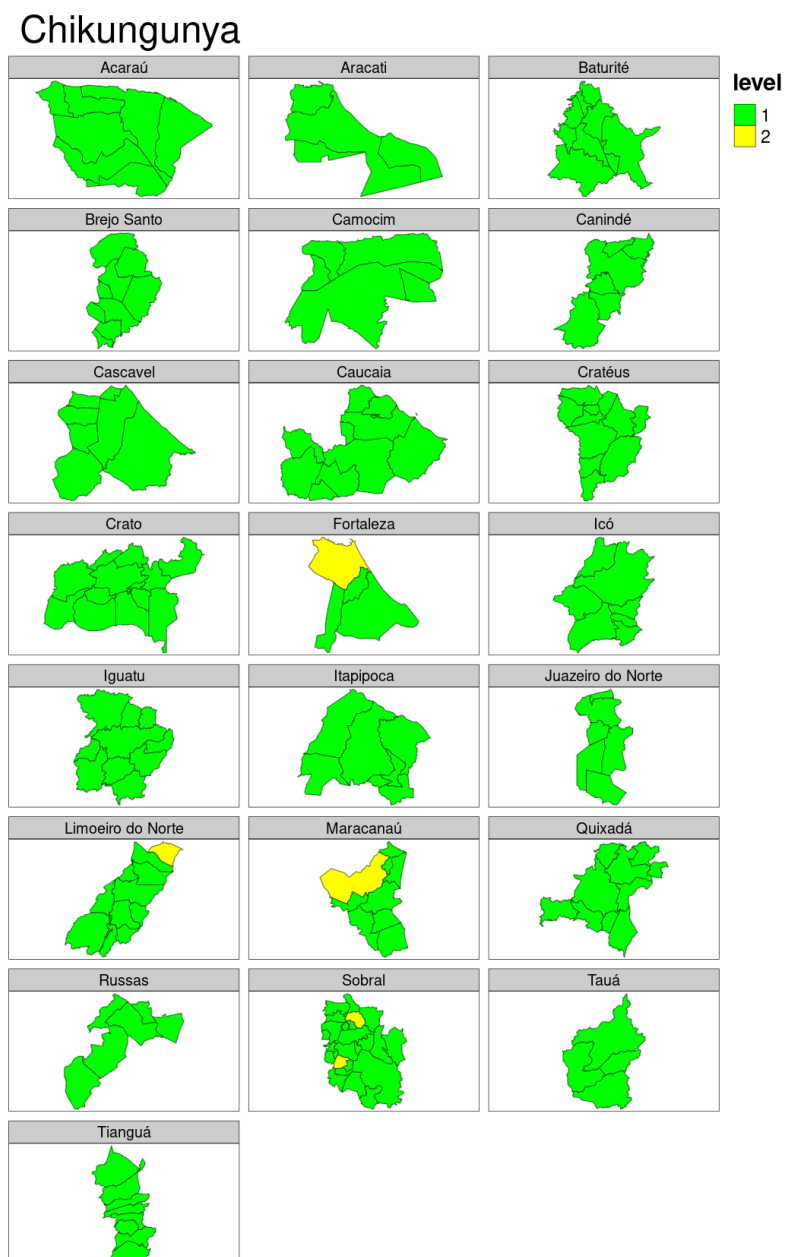 Chikungunya
Acaraú
Aracati
Baturité
level
1
2
Brejo Santo
Camocim
Canindé
Cascavel
Caucaia
Cratéus
Crato
Fortaleza
Icó
Iguatu
Itapipoca
Juazeiro do Norte
Limoeiro do Norte
Maracanaú
Quixadá
Russas
Sobral
Tauá
Tianguá